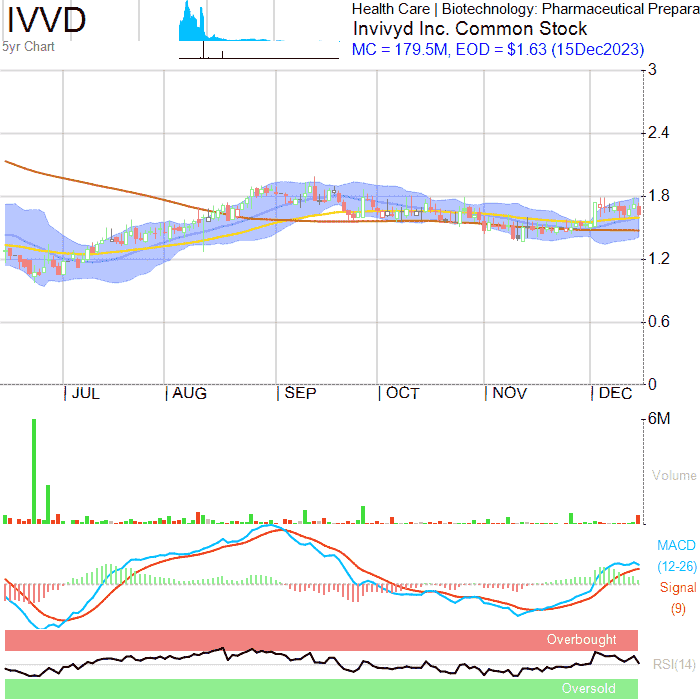 IVVD
5yr Chart
Health Care | Biotechnology: Pharmaceutical Prepara
Invivyd Inc. Common Stock
MC = 179.5M, EOD = $1.63 (15Dec2023)
3
2.4
1.8
1.2
0.6
0
JUL AUG SEP OCT NOV DEC
6M
Volume
MACD
(12-26)
Signal
(9)
Overbought
RSI(14)
Oversold